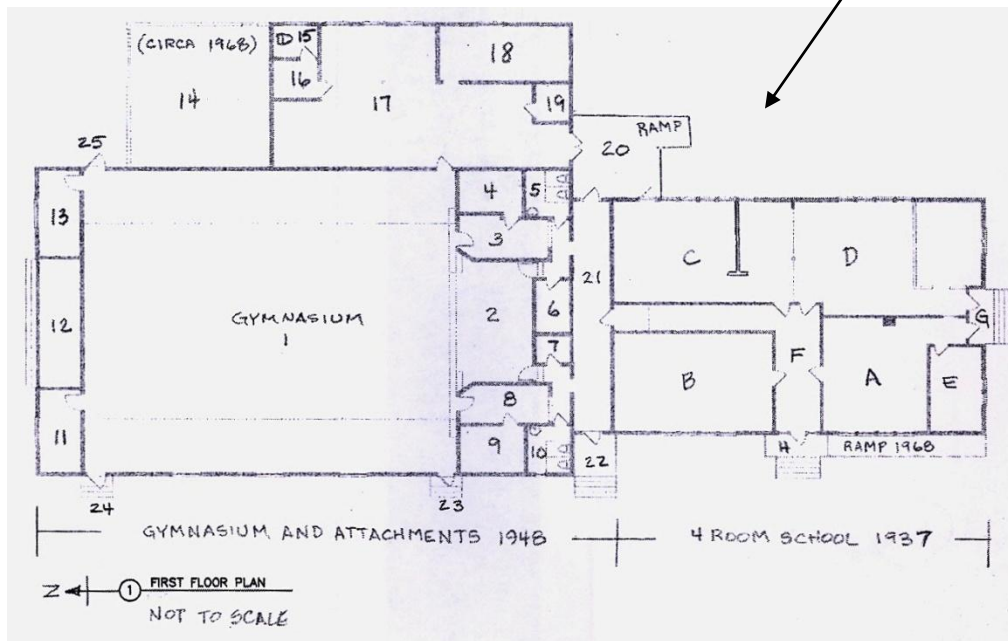 (CIRCA 1968)
14
15
16
17
18
19
RAMP
20
25
13
4
5
3
C
D
21
12
GYMNASIUM
1
2
6
G
7
F
B
A
E
8
11
9
10
22
H
RAMP 1968
24
23
GYMNASIUM AND ATTACHMENTS 1948
4 ROOM SCHOOL 1937
N
1
FIRST FLOOR PLAN
NOT TO SCALE